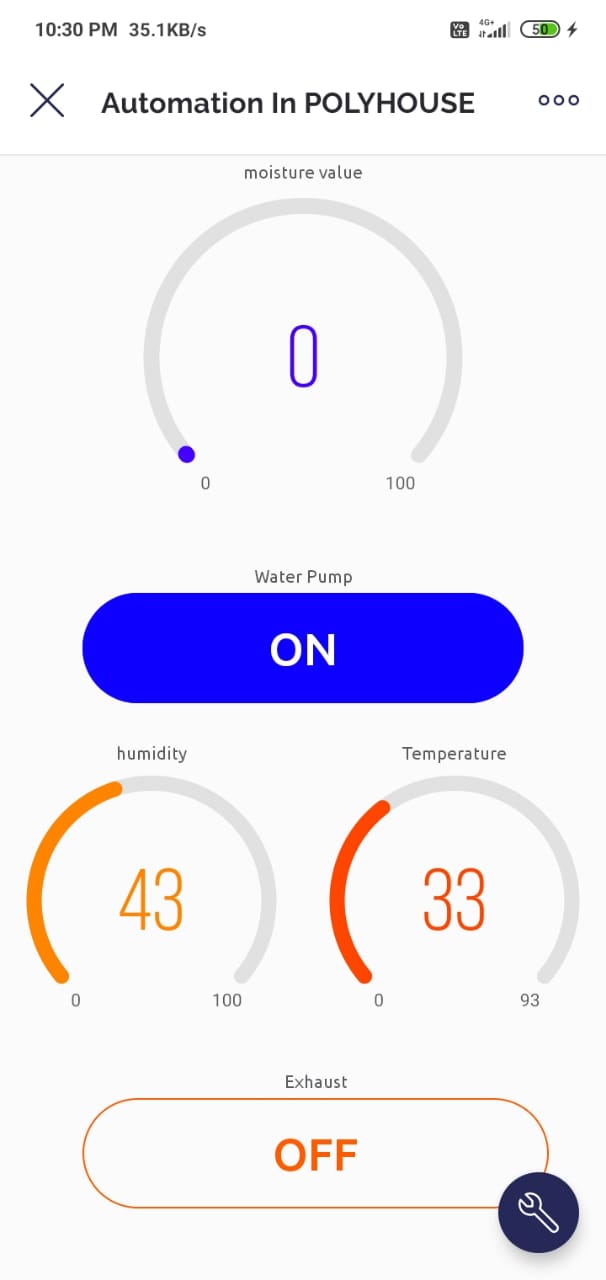 10:30 PM 35.1KB/s Vo LTE 4G+ 50
Automation In POLYHOUSE
moisture value
0
0 100
Water Pump
ON
humidity Temperature
43 33
0 100 0 93
Exhaust
OFF